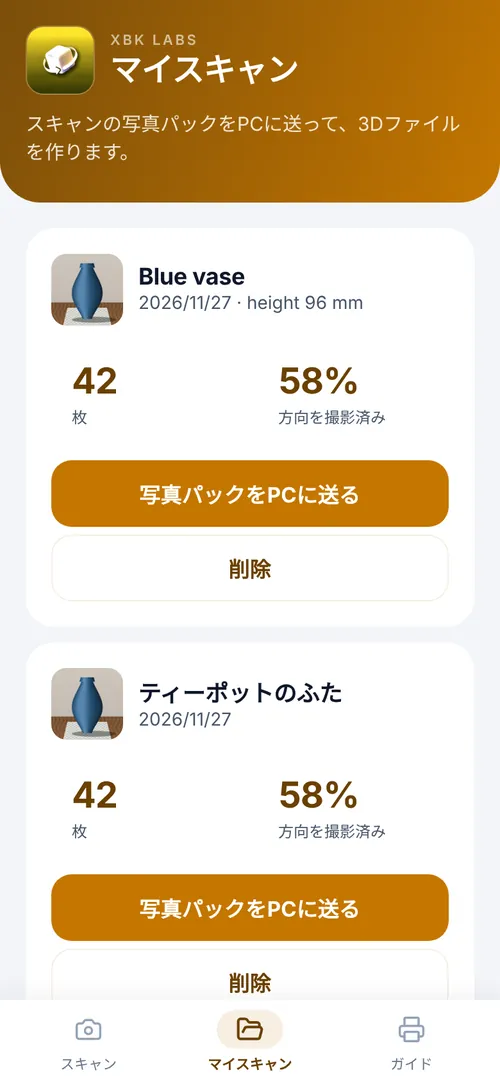 XBK LABS
マイスキャン
スキャンの写真パックをPCに送って、3Dファイル
を作ります。
Blue vase
2026/11/27 · height 96 mm
42
58%
枚
方向を撮影済み
写真パックをPCに送る
削除
ティーポットのふた
2026/11/27
42
58%
枚
方向を撮影済み
写真パックをPCに送る
削除
スキャン
マイスキャン
ガイド